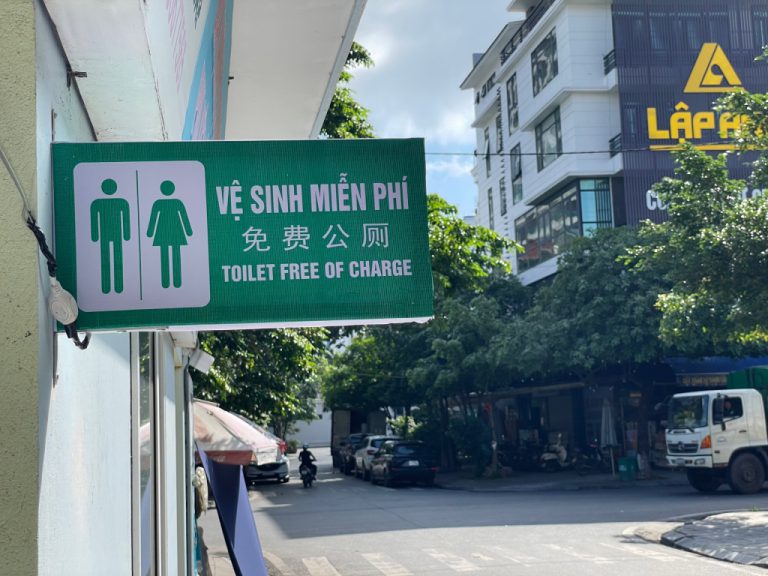 VỆ SINH MIỄN PHÍ
免费公厕
TOILET FREE OF CHARGE
LẬP